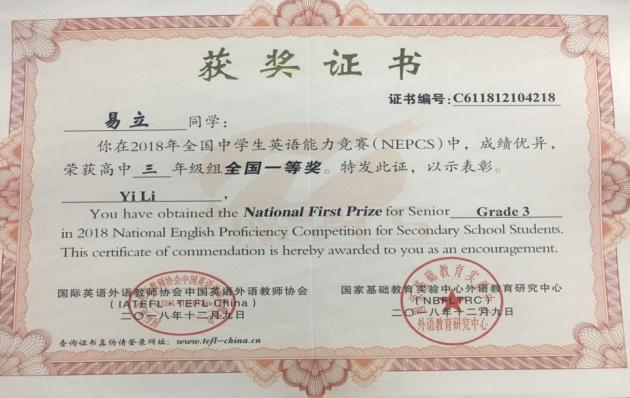 获奖证书
证书编号:C611812104218
易立 同学:
你在2018年全国中学生英语能力竞赛(NEPCS)中，成绩优异，
荣获高中 三 年级组全国一等奖。特发此证，以示表彰。
Yi Li ,
You have obtained the National First Prize for Senior Grade 3
in 2018 National English Proficiency Competition for Secondary School Students.
This certificate of commendation is hereby awarded to you as an encouragement.
国际英语外语教师协会中国英语外语教师协会
(IATEFL-TEFL-China)
二〇一八年十二月九日
国家基础教育实验中心外语教育研究中心
(NBFLTRC)
二〇一八年十二月九日
外语教育研究中心
查询证书真伪请登录网址: www.tefl-china.cn